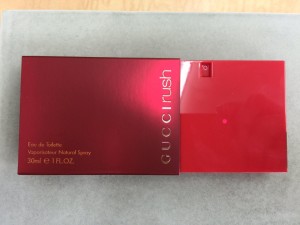 GUCCI rush
Eau de Toilette
Vaporisateur Natural Spray
30ml e 1 FL.OZ.